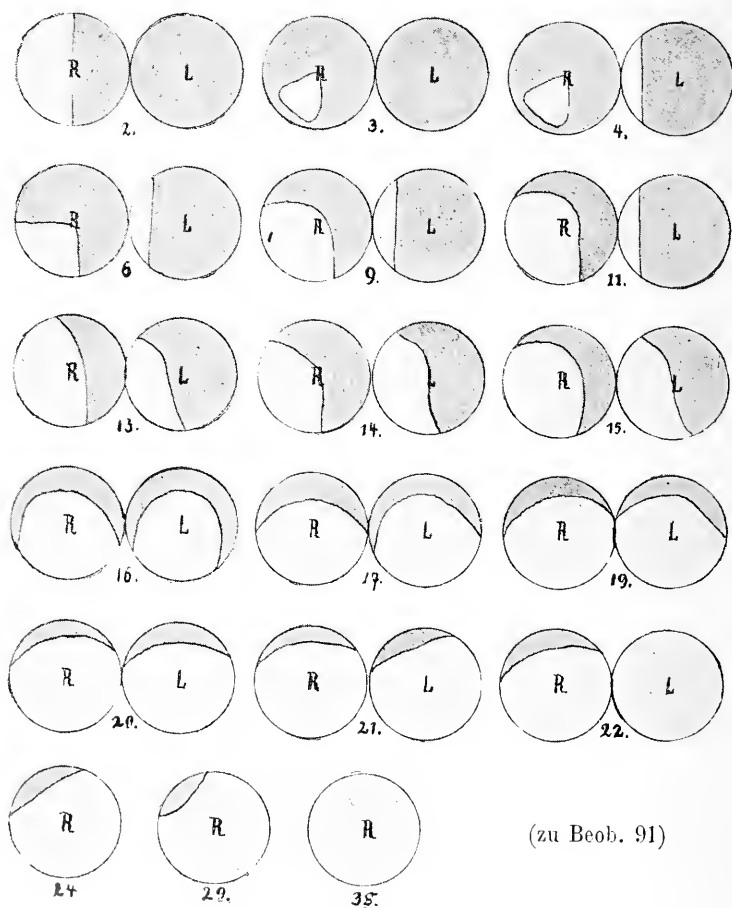 R L R L R L
2. 3. 4.
R L R L R L
6 9. 11.
R L R L R L
13. 14. 15.
R L R L R L
16. 17. 19.
R L R L R L
20. 21. 22.
R R R (zu Beob. 91)
24 29. 35.